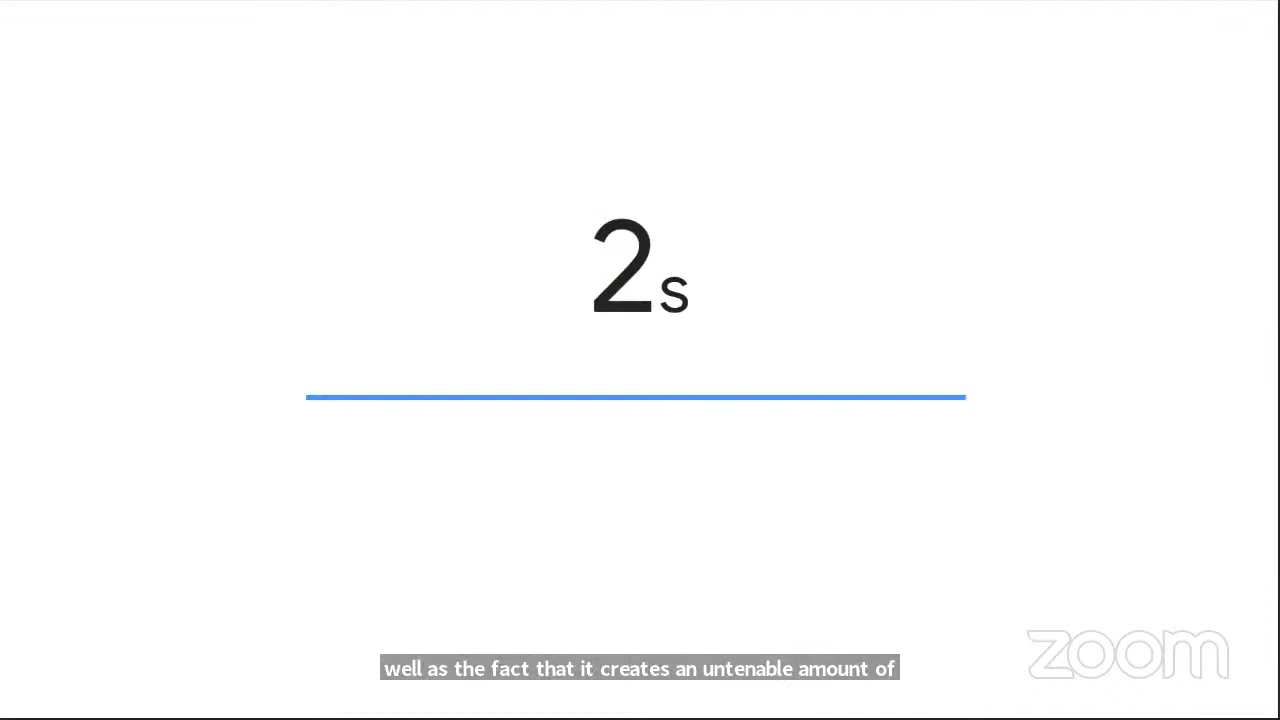 2s
well as the fact that it creates an untenable amount of
zoom